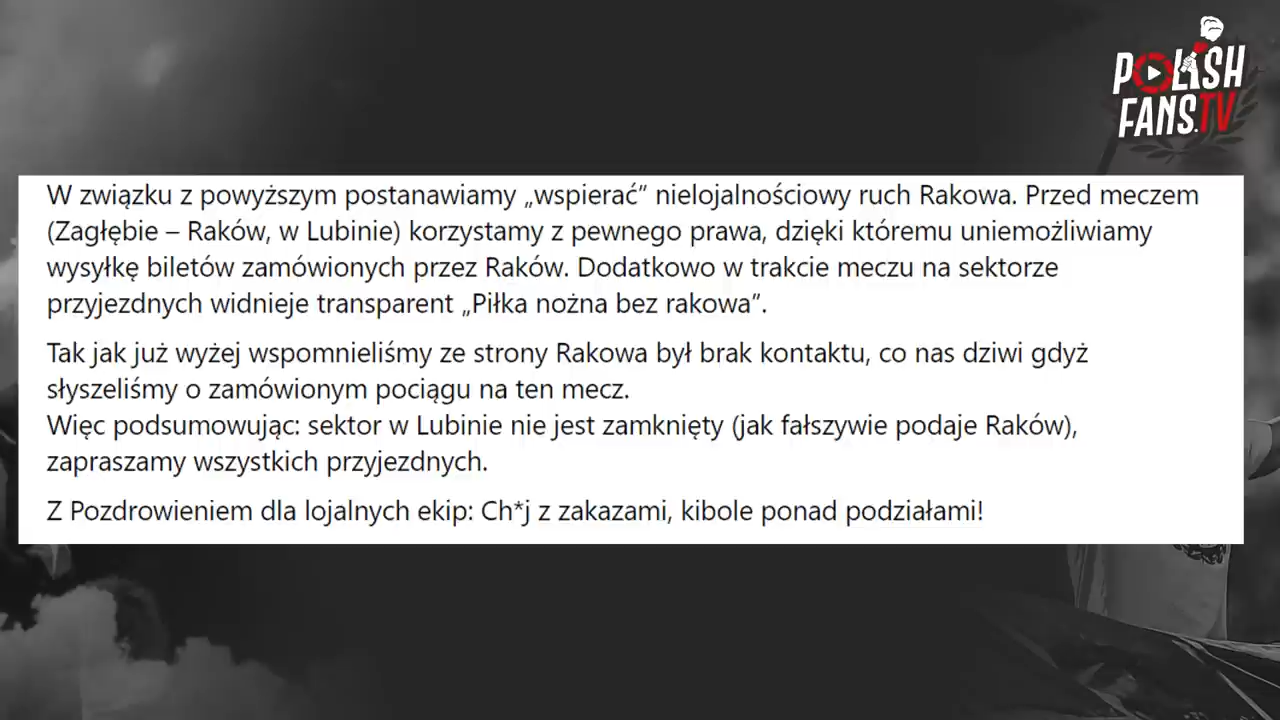 POLISH
FANS.TV
W związku z powyższym postanawiamy „wspierać” nielojalnościowy ruch Rakowa. Przed meczem
(Zagłębie – Raków, w Lubinie) korzystamy z pewnego prawa, dzięki któremu uniemożliwiamy
wysyłkę biletów zamówionych przez Raków. Dodatkowo w trakcie meczu na sektorze
przyjezdnych widnieje transparent „Piłka nożna bez rakowa”.
Tak jak już wyżej wspomnieliśmy ze strony Rakowa był brak kontaktu, co nas dziwi gdyż
słyszeliśmy o zamówionym pociągu na ten mecz.
Więc podsumowując: sektor w Lubinie nie jest zamknięty (jak fałszywie podaje Raków),
zapraszamy wszystkich przyjezdnych.
Z Pozdrowieniem dla lojalnych ekip: Ch*j z zakazami, kibole ponad podziałami!